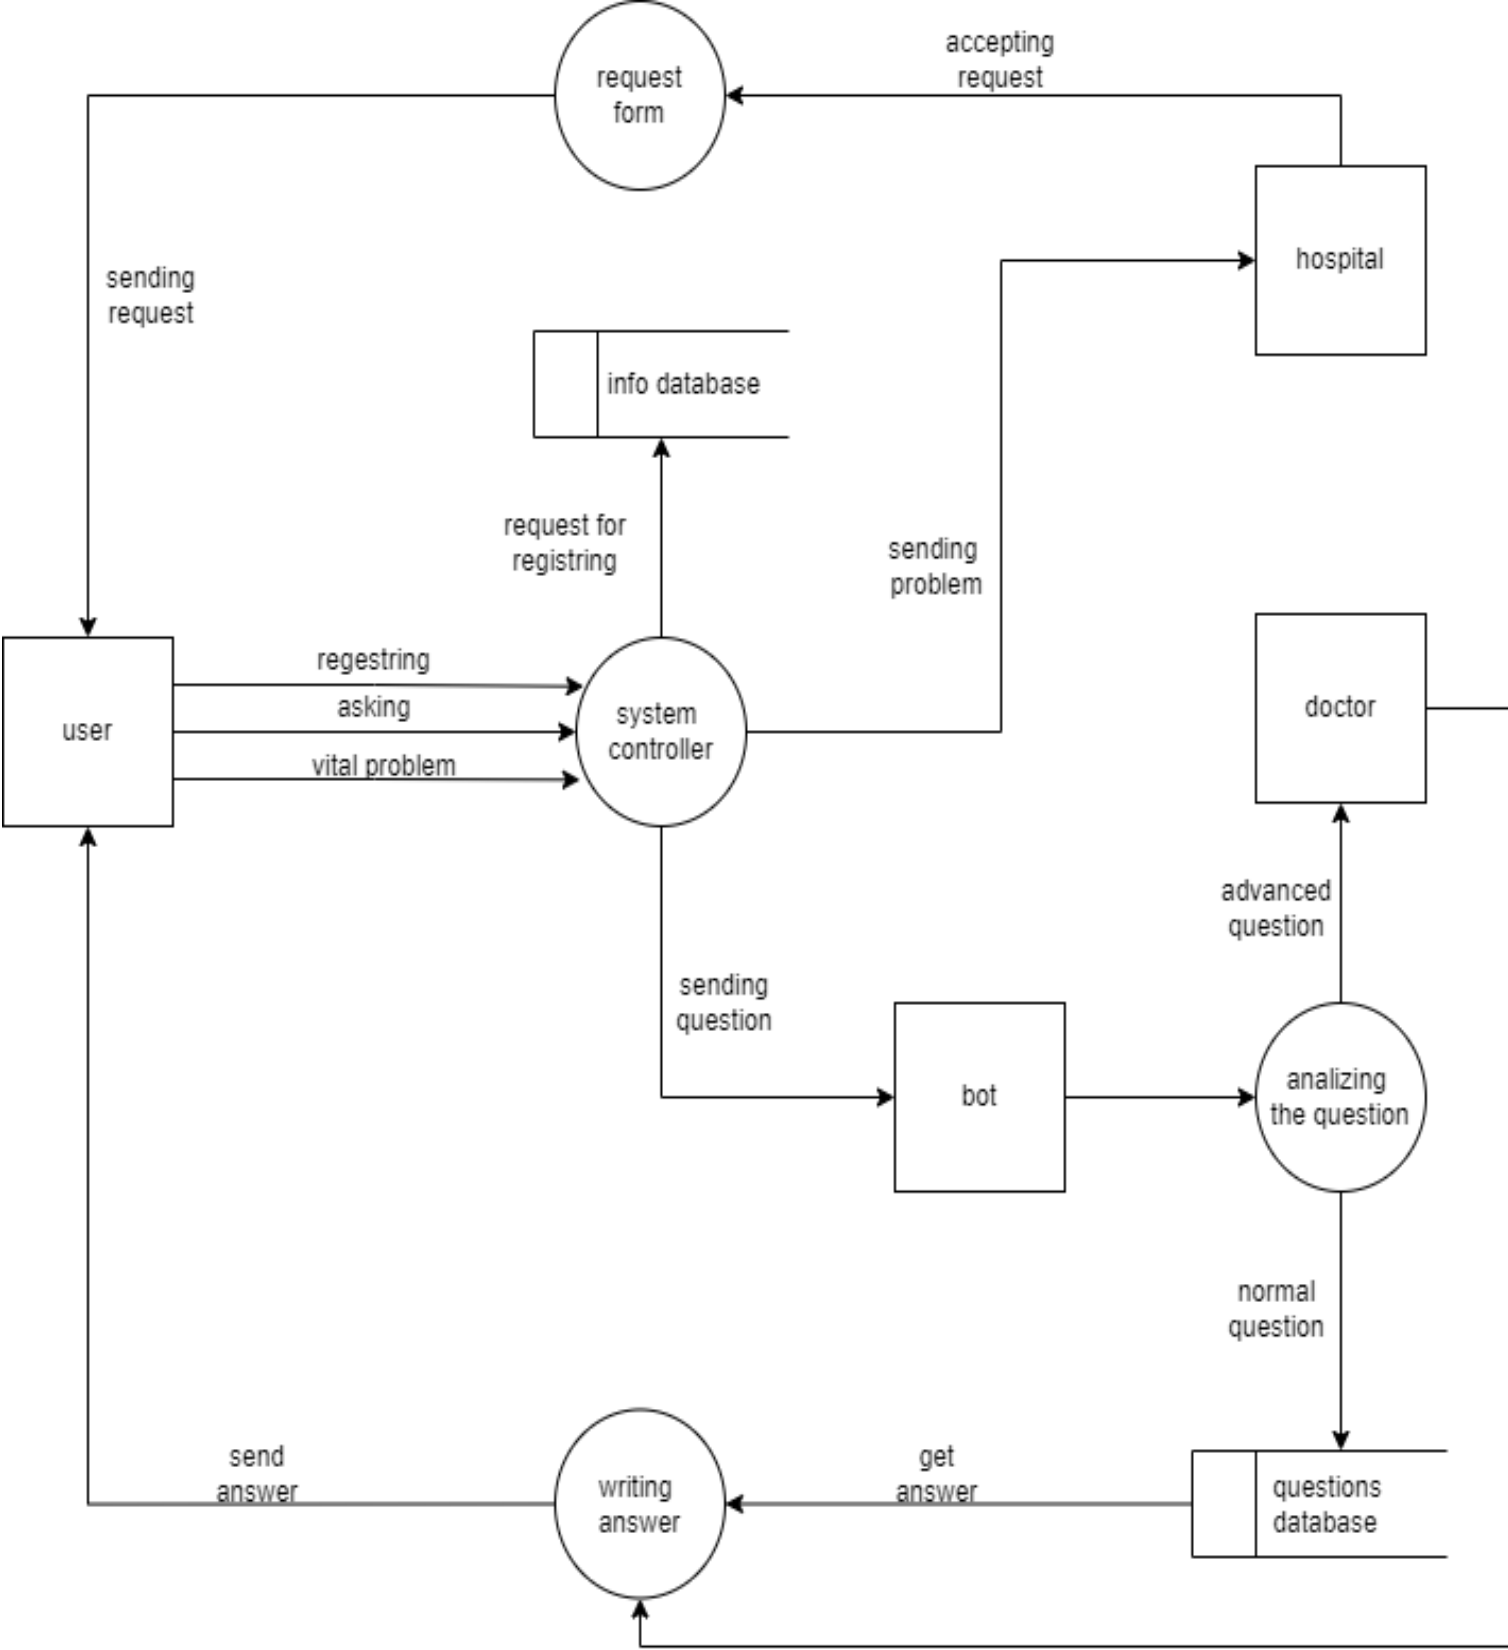 accepting
request
request
form
hospital
sending
request
info database
request for
registring
sending
problem
regestring
asking
vital problem
user
system
controller
doctor
advanced
question
sending
question
bot
analizing
the question
normal
question
send
answer
get
answer
writing
answer
questions
database